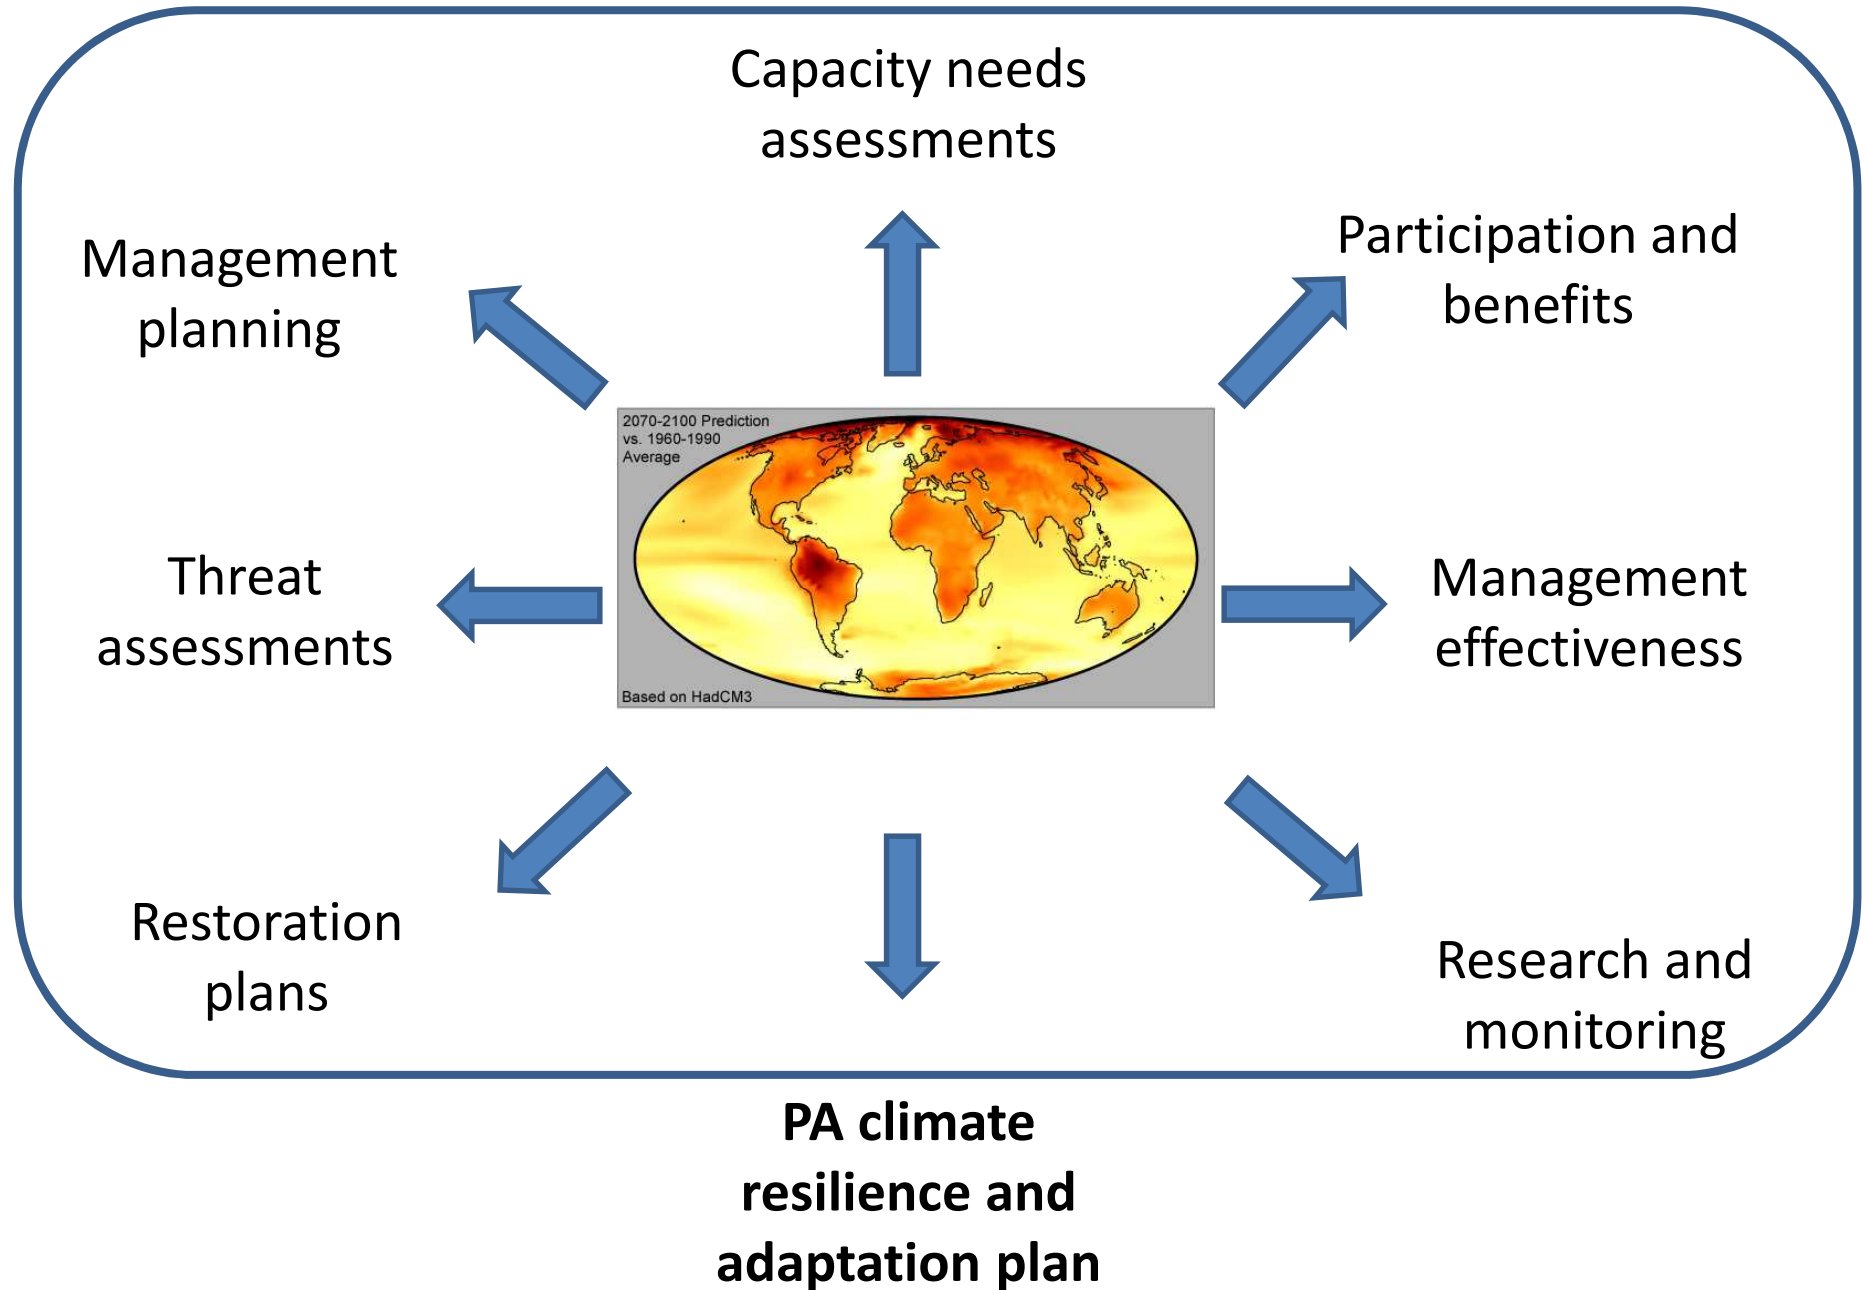 Capacity needs
assessments
Management
planning
Participation and
benefits
2070-2100 Prediction
vs. 1960-1990
Average
Based on HadCM3
Threat
assessments
Management
effectiveness
Restoration
plans
Research and
monitoring
PA climate
resilience and
adaptation plan